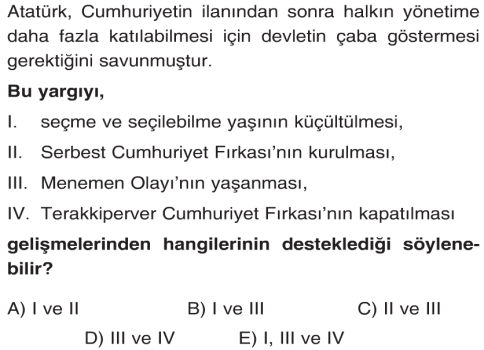 Atatürk, Cumhuriyetin ilanından sonra halkın yönetime
daha fazla katılabilmesi için devletin çaba göstermesi
gerektiğini savunmuştur.
Bu yargıyı,
I. seçme ve seçilebilme yaşının küçültülmesi,
II. Serbest Cumhuriyet Fırkası'nın kurulması,
III. Menemen Olayı'nın yaşanması,
IV. Terakkiperver Cumhuriyet Fırkası'nın kapatılması
gelişmelerinden hangilerinin desteklediği söylene-
bilir?
A) I ve II B) I ve III C) II ve III
D) III ve IV E) I, III ve IV